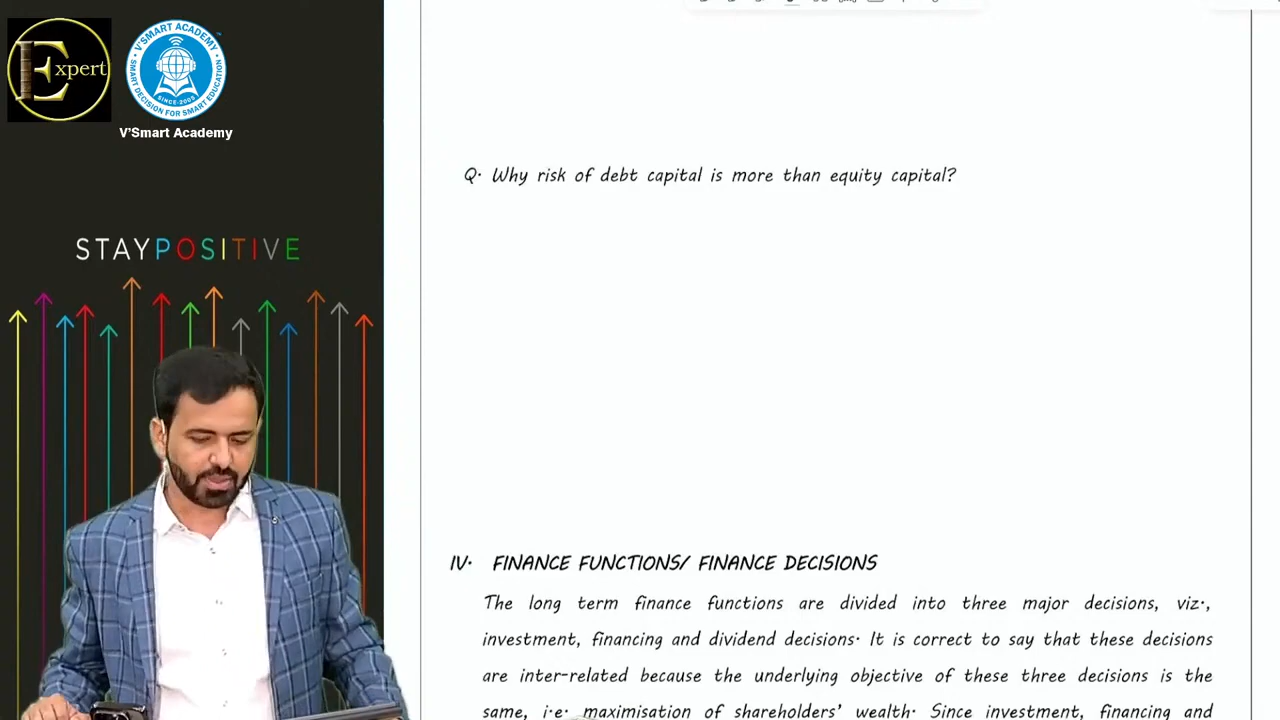 Expert
V'SMART ACADEMY
SMART DECISION FOR SMART EDUCATION
SINCE-2005
V'Smart Academy
STAYPOSITIVE
Q. Why risk of debt capital is more than equity capital?
IV. FINANCE FUNCTIONS/ FINANCE DECISIONS
The long term finance functions are divided into three major decisions, viz.,
investment, financing and dividend decisions. It is correct to say that these decisions
are inter-related because the underlying objective of these three decisions is the
same, i.e. maximisation of shareholders' wealth. Since investment, financing and